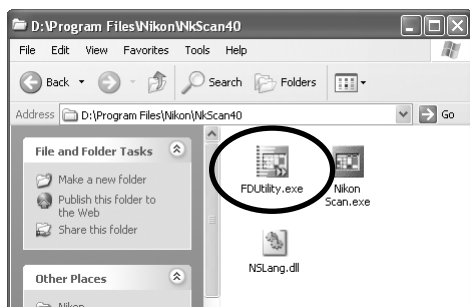 D:\Program Files\Nikon\NkScan40
File Edit View Favorites Tools Help
Back Search Folders
Address D:\Program Files\Nikon\NkScan40 Go
File and Folder Tasks
Make a new folder
Publish this folder to
the Web
Share this folder
Other Places
Nikon
FDUtility.exe
Nikon
Scan.exe
NSLang.dll